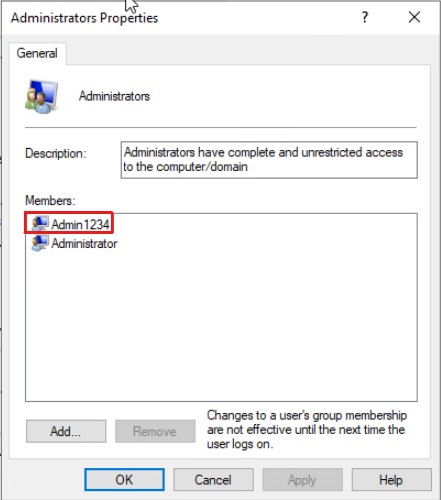 Administrators Properties
?
General
Administrators
Description:
Administrators have complete and unrestricted access
to the computer/domain
Members:
Admin1234
Administrator
Add...
Remove
Changes to a user's group membership
are not effective until the next time the
user logs on.
OK
Cancel
Apply
Help